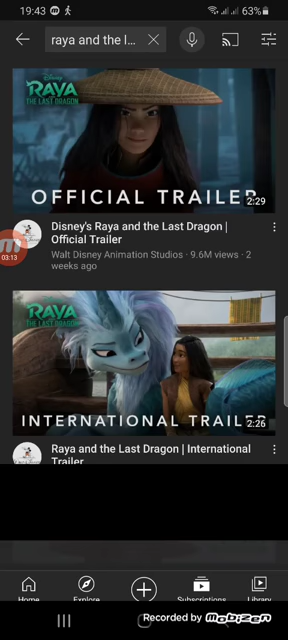 19:43
63%
raya and the l...
Disney
RAYA
THE LAST DRAGON
OFFICIAL TRAILER
2:29
03:13
Disney's Raya and the Last Dragon |
Official Trailer
Walt Disney Animation Studios · 9.6M views · 2
weeks ago
RAYA
THE LAST DRAGON
INTERNATIONAL TRAILER
2:26
Raya and the Last Dragon | International
Trailer
Home
Explore
Subscriptions
Library
Recorded by mobizen